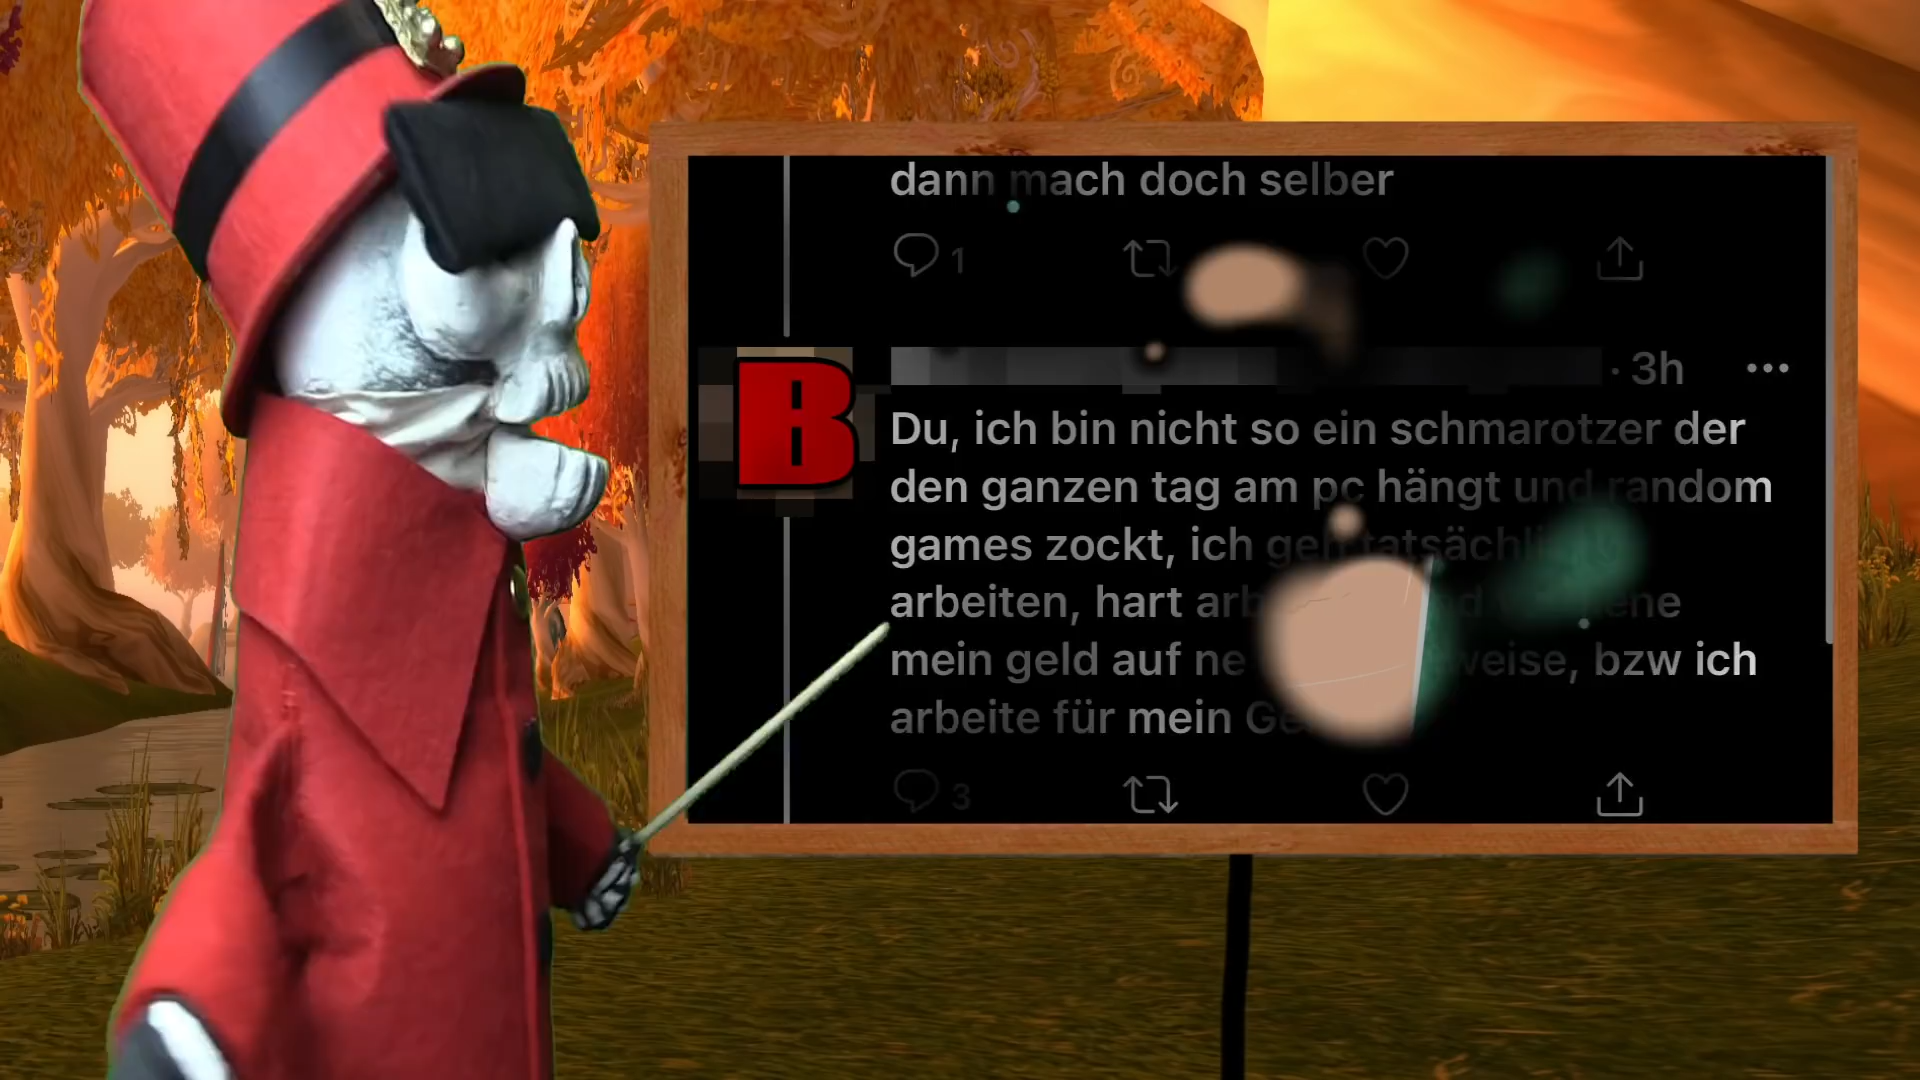 dann mach doch selber
1
· 3h
B
Du, ich bin nicht so ein schmarotzer der
den ganzen tag am pc hängt und random
games zockt, ich geh
arbeiten, hart
mein geld auf ne weise, bzw ich
arbeite für mein
3